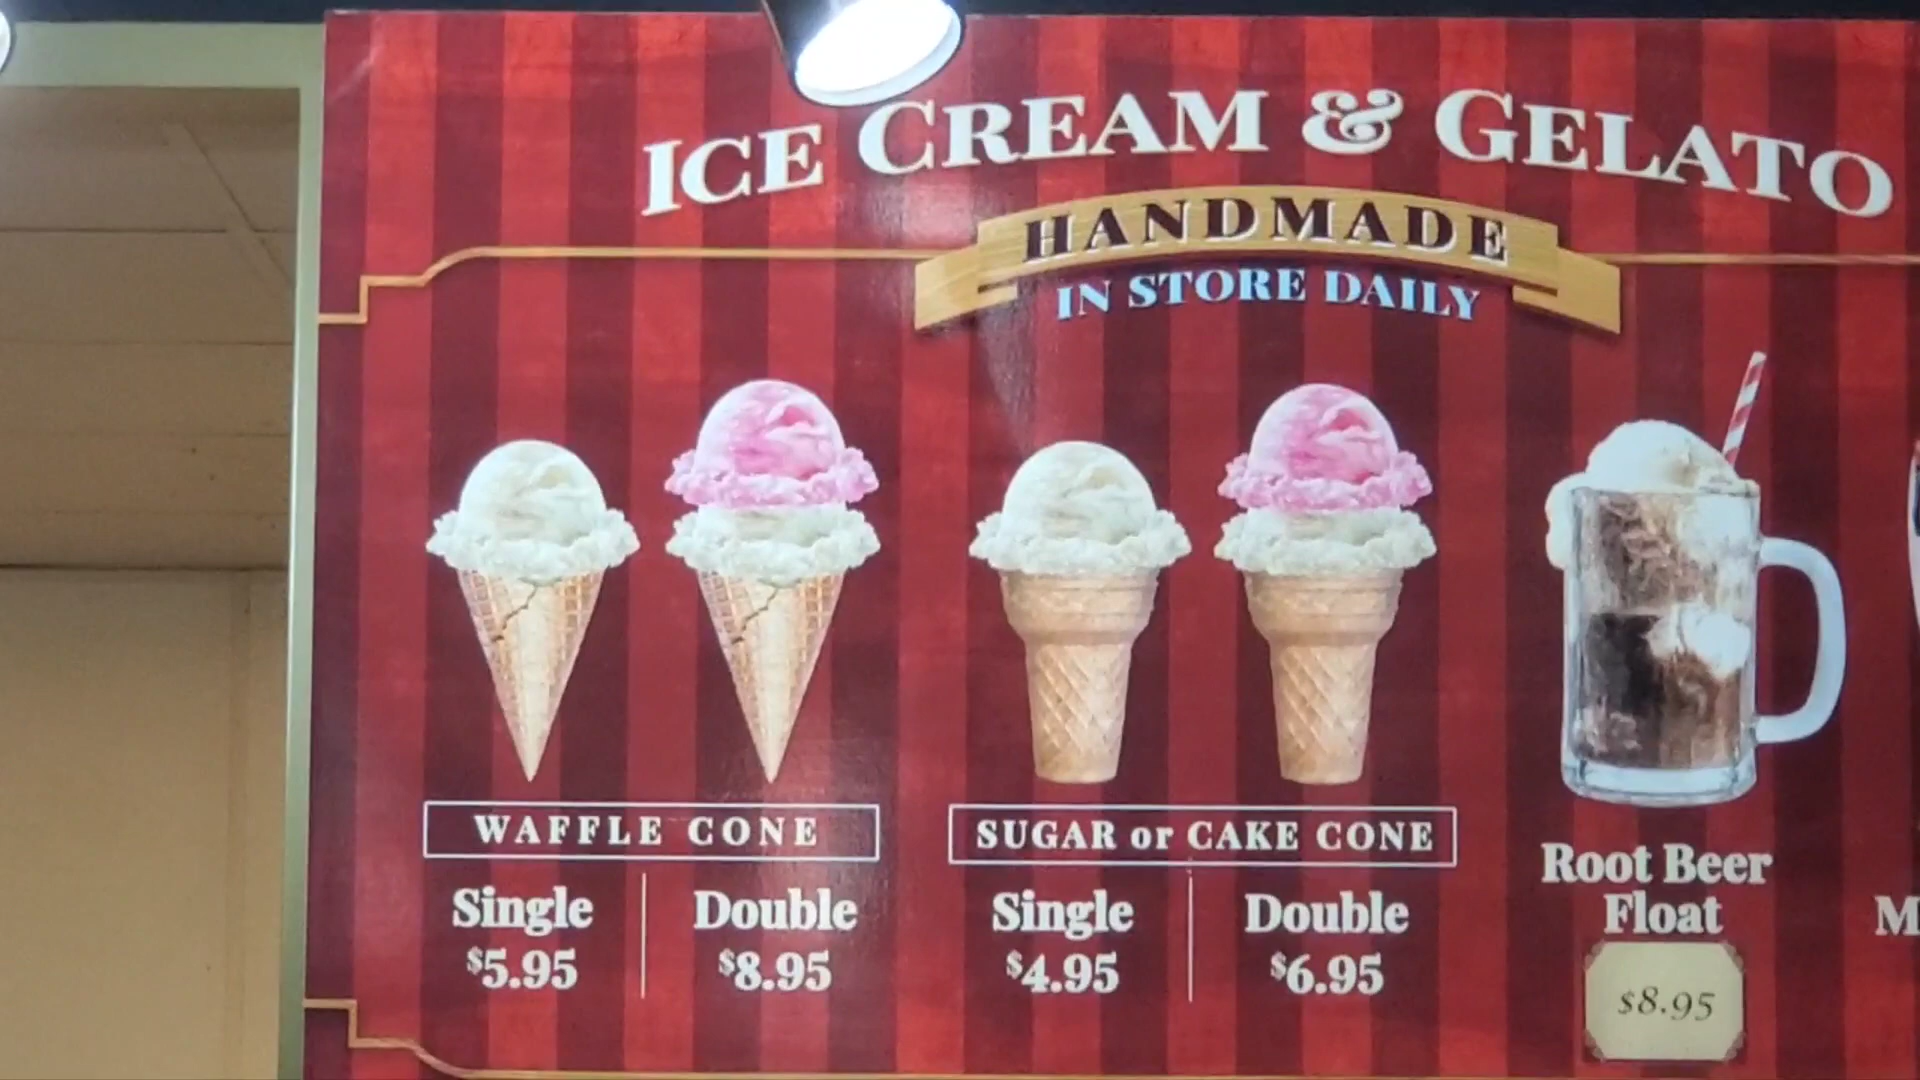 ICE CREAM & GELATO
HANDMADE
IN STORE DAILY
WAFFLE CONE
Single
$5.95
Double
$8.95
SUGAR or CAKE CONE
Single
$4.95
Double
$6.95
Root Beer
Float
$8.95